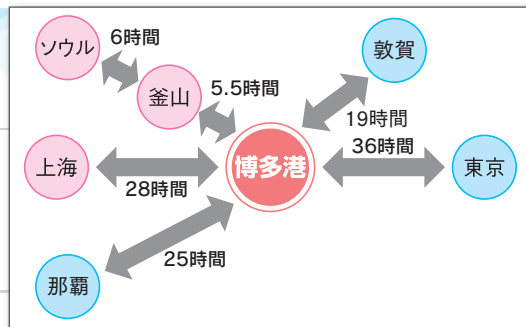 ソウル
6時間
釜山
5.5時間
敦賀
19時間
36時間
上海
28時間
博多港
東京
25時間
那覇